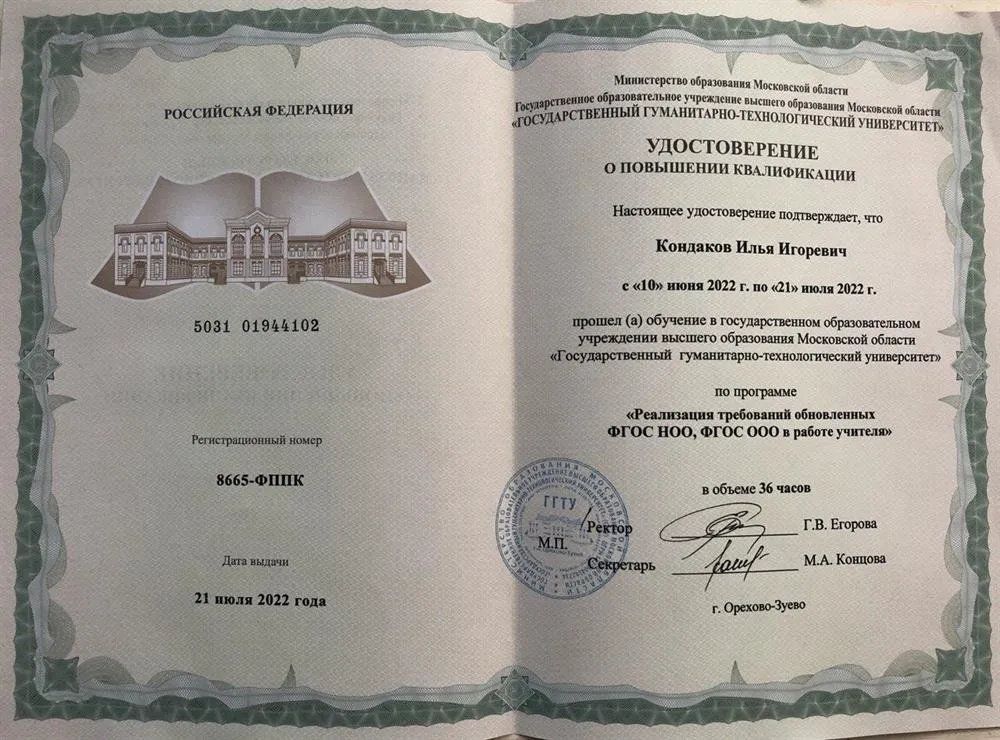 РОССИЙСКАЯ ФЕДЕРАЦИЯ
5031 01944102
Регистрационный номер
8665-ФППК
Дата выдачи
21 июля 2022 года
Министерство образования Московской области
Государственное образовательное учреждение высшего образования Московской области
«ГОСУДАРСТВЕННЫЙ ГУМАНИТАРНО-ТЕХНОЛОГИЧЕСКИЙ УНИВЕРСИТЕТ»
УДОСТОВЕРЕНИЕ
О ПОВЫШЕНИИ КВАЛИФИКАЦИИ
Настоящее удостоверение подтверждает, что
Кондаков Илья Игоревич
с «10» июня 2022 г. по «21» июля 2022 г.
прошел (а) обучение в государственном образовательном
учреждении высшего образования Московской области
«Государственный гуманитарно-технологический университет»
по программе
«Реализация требований обновленных
ФГОС НОО, ФГОС ООО в работе учителя»
в объеме 36 часов
ГГТУ
Ректор
Г.В. Егорова
М.П.
Секретарь
М.А. Концова
г. Орехово-Зуево